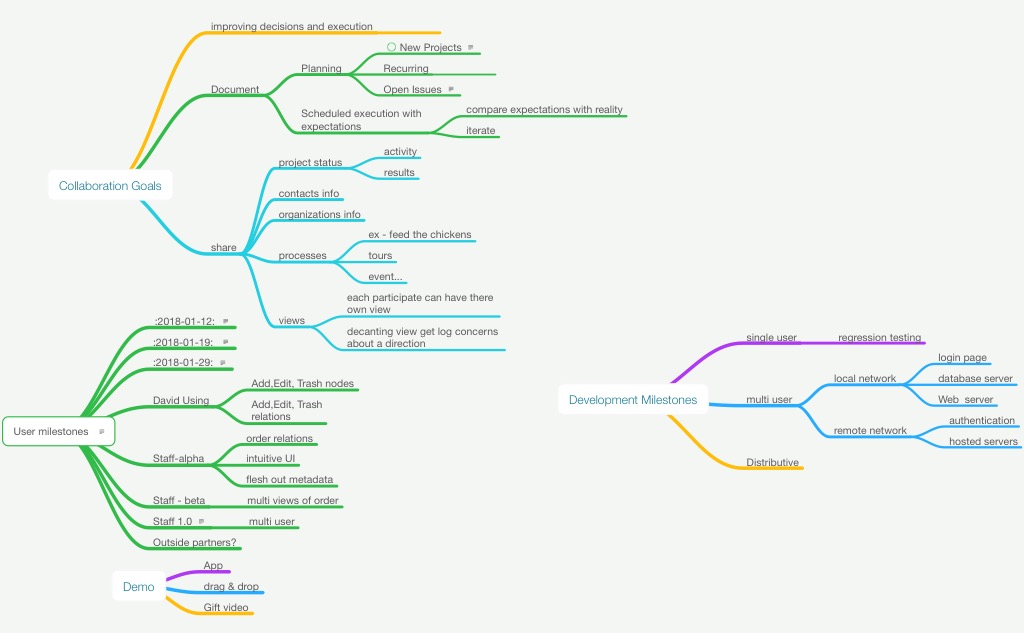 Collaboration Goals
improving decisions and execution
Document
Planning
New Projects
Recurring
Open Issues
Scheduled execution with
expectations
compare expectations with reality
iterate
share
project status
activity
results
contacts info
organizations info
processes
ex - feed the chickens
tours
event...
views
each participate can have there
own view
decanting view get log concerns
about a direction
User milestones
:2018-01-12:
:2018-01-19:
:2018-01-29:
David Using
Add,Edit, Trash nodes
Add,Edit, Trash
relations
Staff-alpha
order relations
intuitive UI
flesh out metadata
Staff - beta
multi views of order
Staff 1.0
multi user
Outside partners?
Demo
App
drag & drop
Gift video
Development Milestones
single user
regression testing
multi user
local network
login page
database server
Web server
remote network
authentication
hosted servers
Distributive